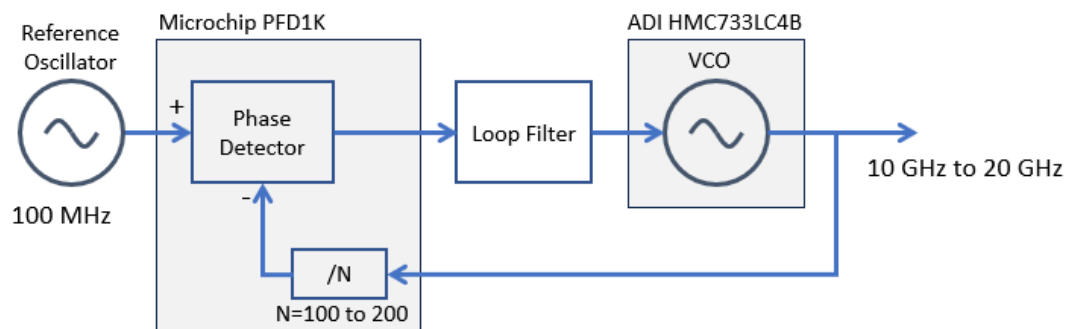 Microchip PFD1K
ADI HMC733LC4B
Reference
Oscillator
VCO
+
Phase
Detector
Loop Filter
10 GHz to 20 GHz
-
100 MHz
/N
N=100 to 200